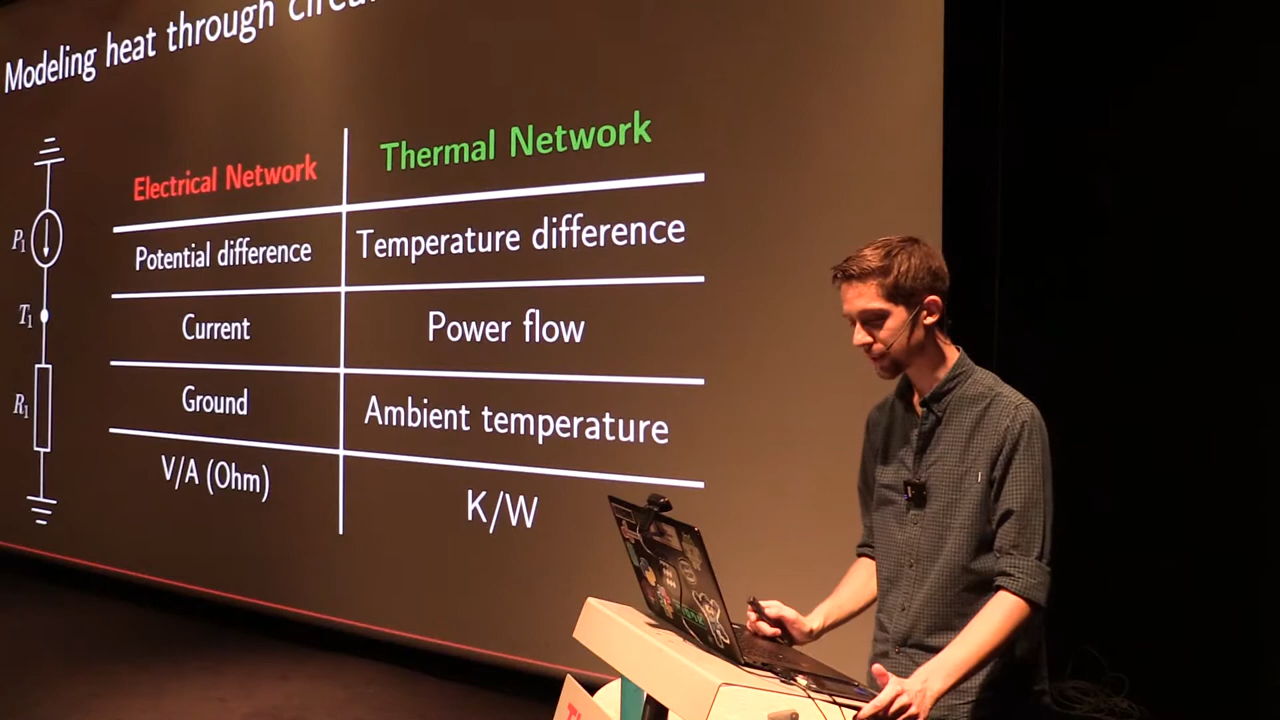 Modeling heat through
Electrical Network
Thermal Network
Potential difference
Temperature difference
Current
Power flow
Ground
Ambient temperature
V/A (Ohm)
K/W
P₁
T₁
R₁